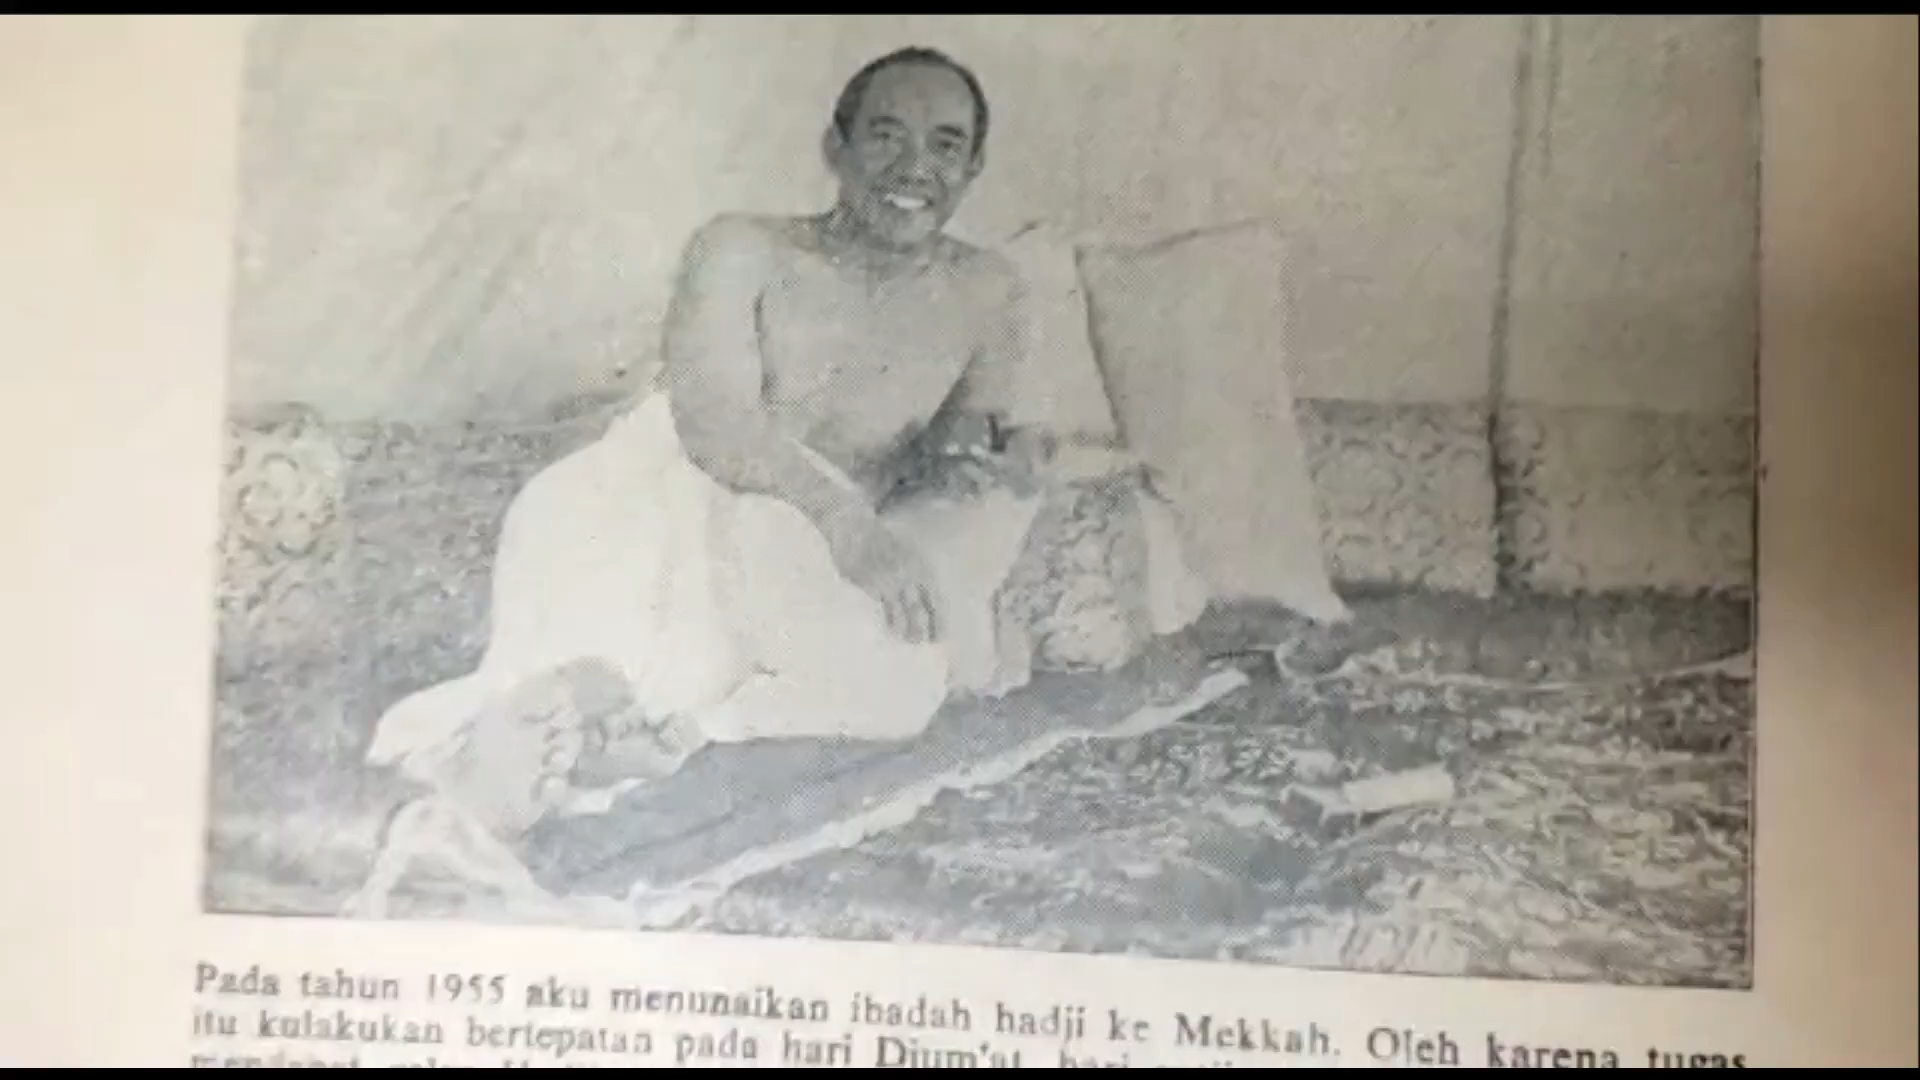 Pada tahun 1955 aku menunaikan ibadah hadji ke Mekkah. Oleh karena tugas
itu kulakukan bertepatan pada hari Djum'at, hari